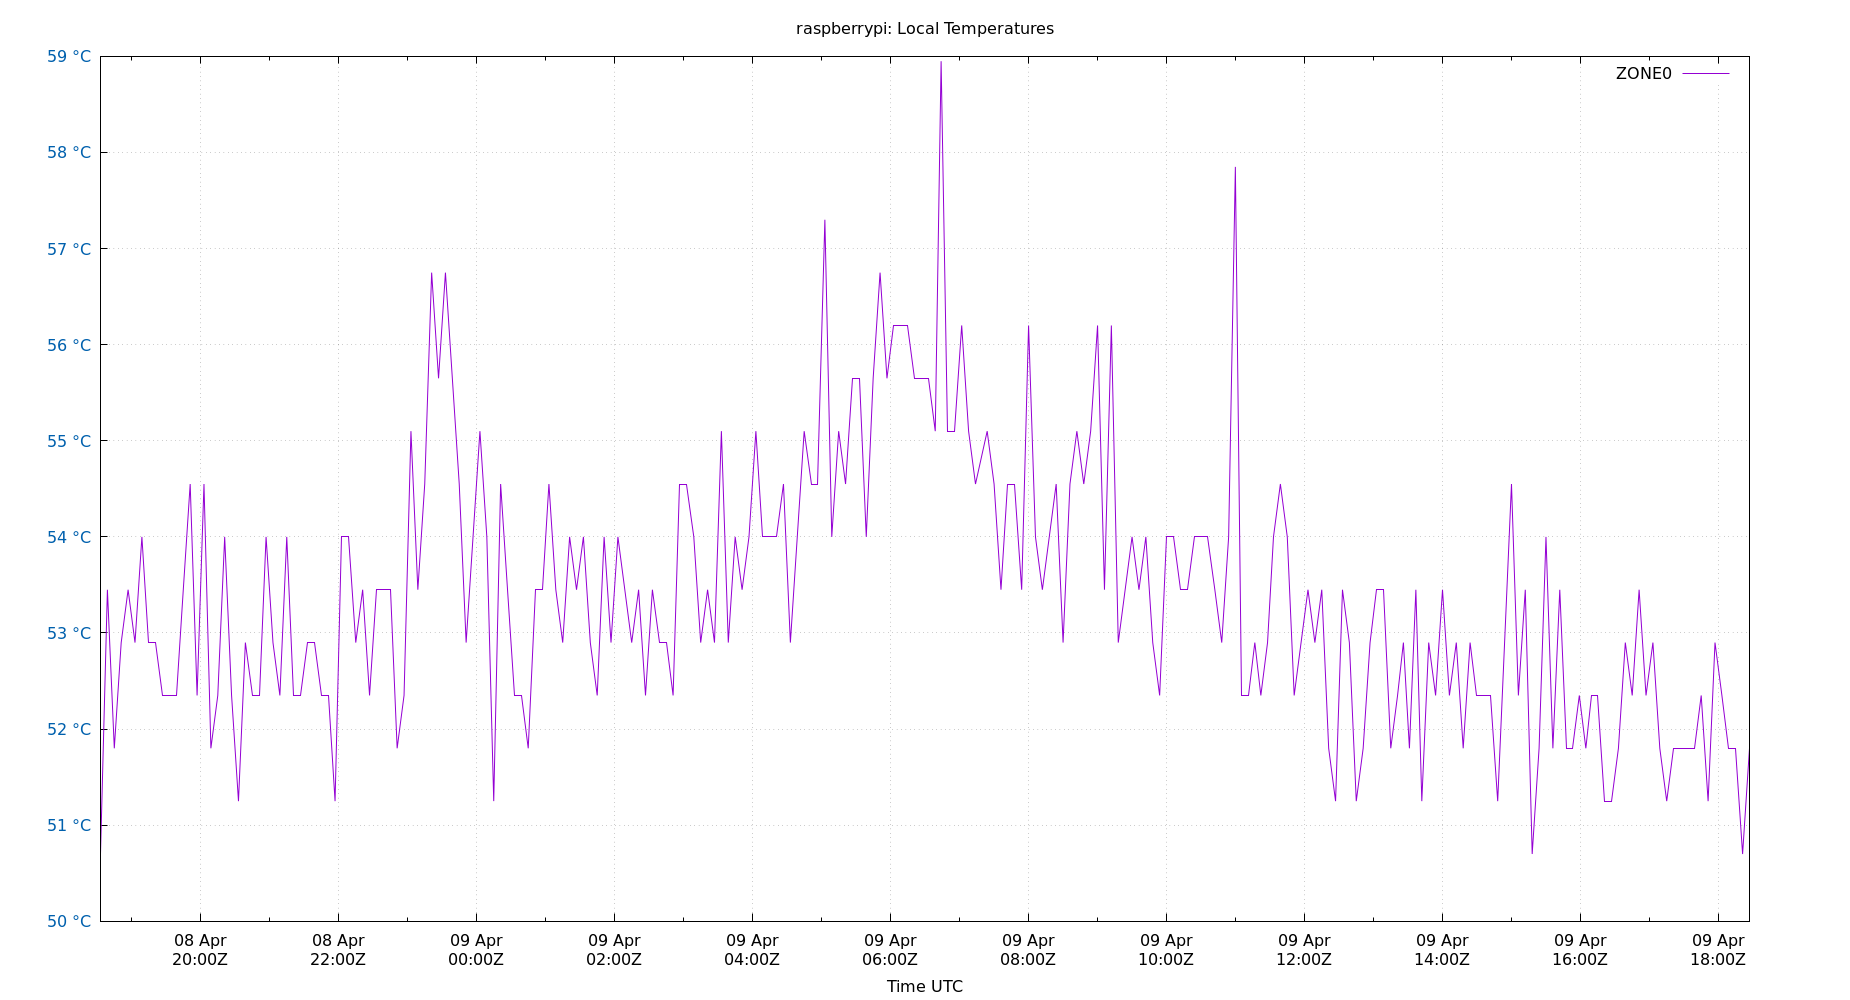 raspberrypi: Local Temperatures
ZONE0
59 °C
58 °C
57 °C
56 °C
55 °C
54 °C
53 °C
52 °C
51 °C
50 °C
08 Apr 08 Apr 09 Apr 09 Apr 09 Apr 09 Apr 09 Apr 09 Apr 09 Apr 09 Apr 09 Apr 09 Apr
20:00Z 22:00Z 00:00Z 02:00Z 04:00Z 06:00Z 08:00Z 10:00Z 12:00Z 14:00Z 16:00Z 18:00Z
Time UTC